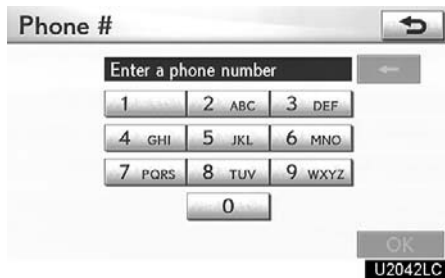 Phone #
Enter a phone number
1 2 ABC 3 DEF
4 GHI 5 JKL 6 MNO
7 PQRS 8 TUV 9 WXYZ
0
OK
U2042LC